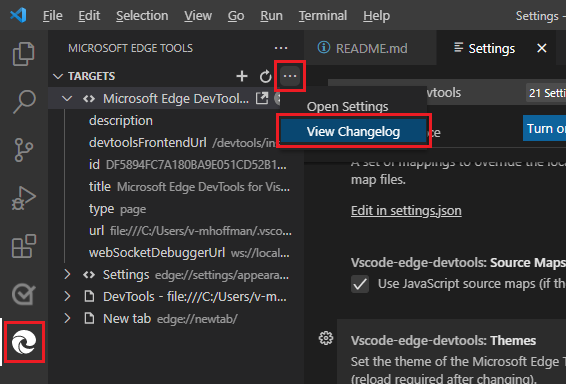 File Edit Selection View Go Run Terminal Help Settings -
MICROSOFT EDGE TOOLS
README.md
Settings
TARGETS
21 Setting
Microsoft Edge DevTool...
Open Settings
View Changelog
Turn on
description
devtoolsFrontendUrl /devtools/in
id DF5894FC7A180BA9E051CD52B1...
title Microsoft Edge DevTools for Vis...
type page
url file:///C:/Users/v-mhoffman/.vsco...
webSocketDebuggerUrl ws://local...
Settings edge://settings/appeara...
DevTools - file:///C:/Users/v-m...
New tab edge://newtab/
A set of mappings to override the loca
map files.
Edit in settings.json
Vscode-edge-devtools: Source Maps
Use JavaScript source maps (if th
Vscode-edge-devtools: Themes
Set the theme of the Microsoft Edge T
(reload required after changing).